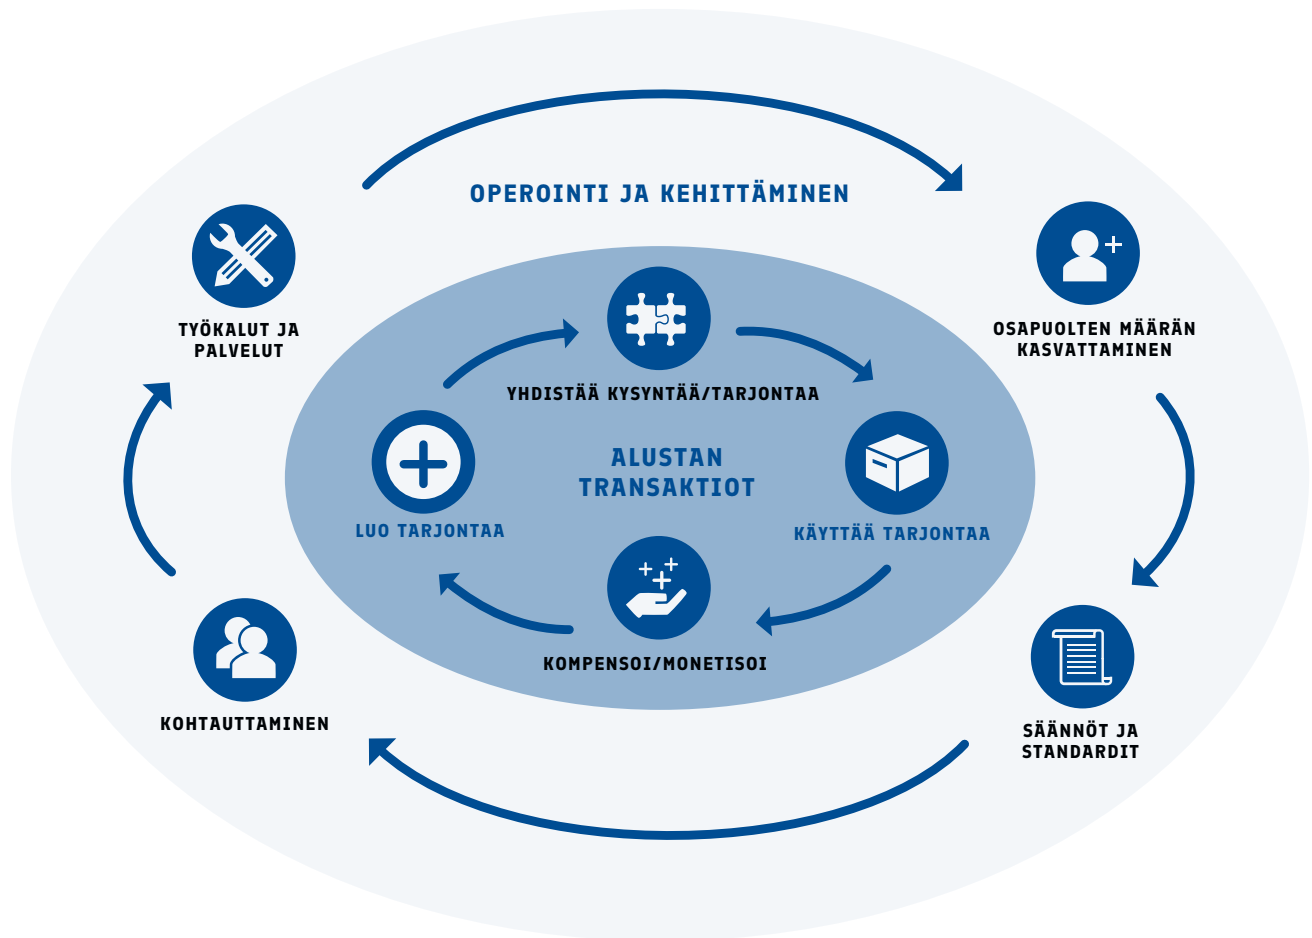 OPEROINTI JA KEHITTÄMINEN
TYÖKALUT JA
PALVELUT
OSAPUOLTEN MÄÄRÄN
KASVATTAMINEN
YHDISTÄÄ KYSYNTÄÄ/TARJONTAA
ALUSTAN
TRANSAKTIOT
LUO TARJONTAA
KÄYTTÄÄ TARJONTAA
KOMPENSOI/MONETISOI
KOHTAUTTAMINEN
SÄÄNNÖT JA
STANDARDIT